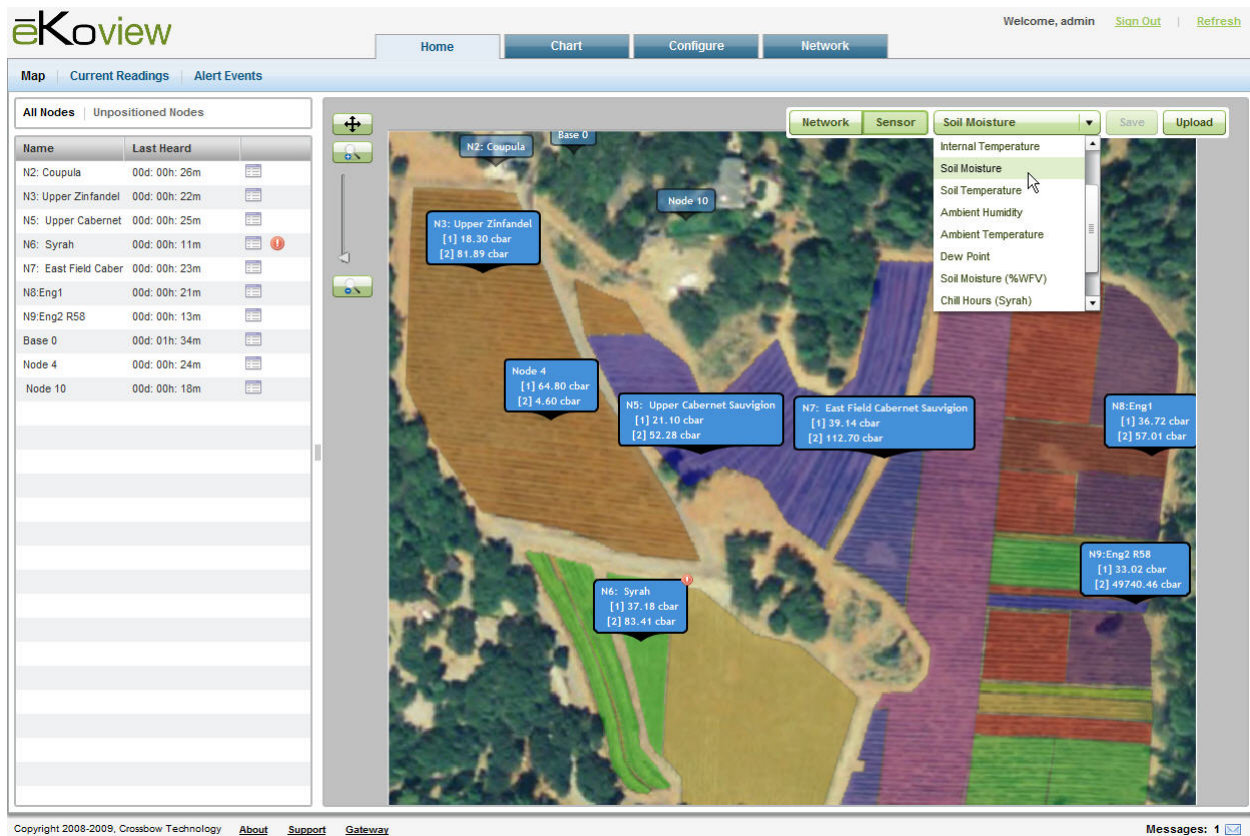 ēKoview
Welcome, admin Sign Out | Refresh
Home Chart Configure Network
Map | Current Readings | Alert Events
All Nodes | Unpositioned Nodes
Name Last Heard
N2: Coupula 00d: 00h: 26m
N3: Upper Zinfandel 00d: 00h: 22m
N5: Upper Cabernet 00d: 00h: 25m
N6: Syrah 00d: 00h: 11m
N7: East Field Caber 00d: 00h: 23m
N8:Eng1 00d: 00h: 21m
N9:Eng2 R58 00d: 00h: 13m
Base 0 00d: 01h: 34m
Node 4 00d: 00h: 24m
Node 10 00d: 00h: 18m
Network Sensor Soil Moisture Save Upload
Internal Temperature
Soil Moisture
Soil Temperature
Ambient Humidity
Ambient Temperature
Dew Point
Soil Moisture (%WFV)
Chill Hours (Syrah)
Base 0
N2: Coupula
Node 10
N3: Upper Zinfandel
[1] 18.30 cbar
[2] 81.89 cbar
Node 4
[1] 64.80 cbar
[2] 4.60 cbar
N5: Upper Cabernet Sauvigion
[1] 21.10 cbar
[2] 52.28 cbar
N7: East Field Cabernet Sauvigion
[1] 39.14 cbar
[2] 112.70 cbar
N8:Eng1
[1] 36.72 cbar
[2] 57.01 cbar
N9:Eng2 R58
[1] 33.02 cbar
[2] 49740.46 cbar
N6: Syrah
[1] 37.18 cbar
[2] 83.41 cbar
Copyright 2008-2009, Crossbow Technology About Support Gateway
Messages: 1